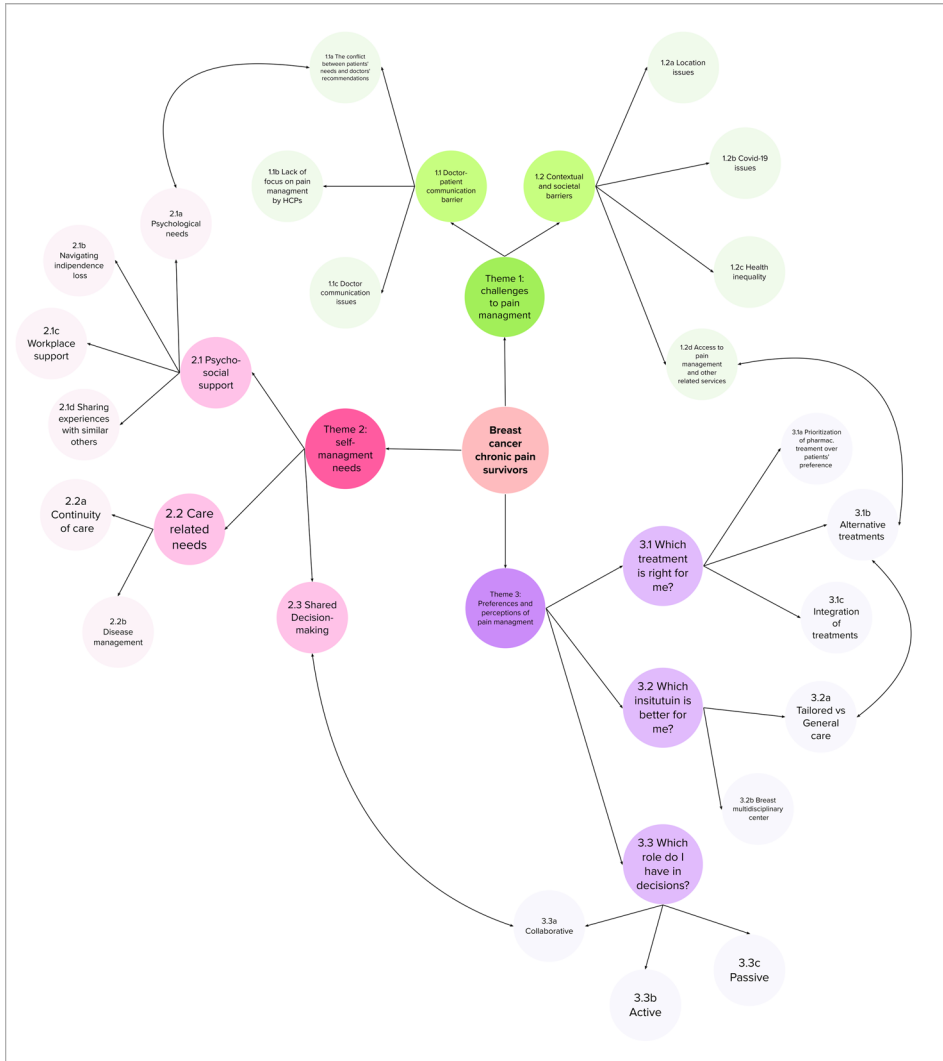 1.1a The conflict
between patients'
needs and doctors'
recommendations
1.2a Location
issues
1.1b Lack of
focus on pain
managment
by HCPs
1.1 Doctor-
patient
communication
barrier
1.2 Contextual
and societal
barriers
1.2b Covid-19
issues
2.1a
Psychological
needs
2.1b
Navigating
indipendence
loss
1.1c Doctor
communication
issues
Theme 1:
challenges
to pain
managment
1.2c Health
inequality
2.1c
Workplace
support
2.1 Psycho-
social
support
1.2d Access to
pain
management
and other
related services
2.1d Sharing
experiences
with similar
others
Theme 2:
self-
managment
needs
Breast
cancer
chronic pain
survivors
3.1a Prioritization
of pharmac.
treament over
patients'
preference
2.2a
Continuity
of care
2.2 Care
related
needs
3.1b
Alternative
treatments
3.1 Which
treatment
is right for
me?
2.2b
Disease
management
2.3 Shared
Decision-
making
Theme 3:
Preferences and
perceptions of
pain managment
3.1c
Integration
of
treatments
3.2 Which
insitutuin is
better for
me?
3.2a
Tailored vs
General
care
3.2b Breast
multidisciplinary
center
3.3 Which
role do I
have in
decisions?
3.3a
Collaborative
3.3c
Passive
3.3b
Active